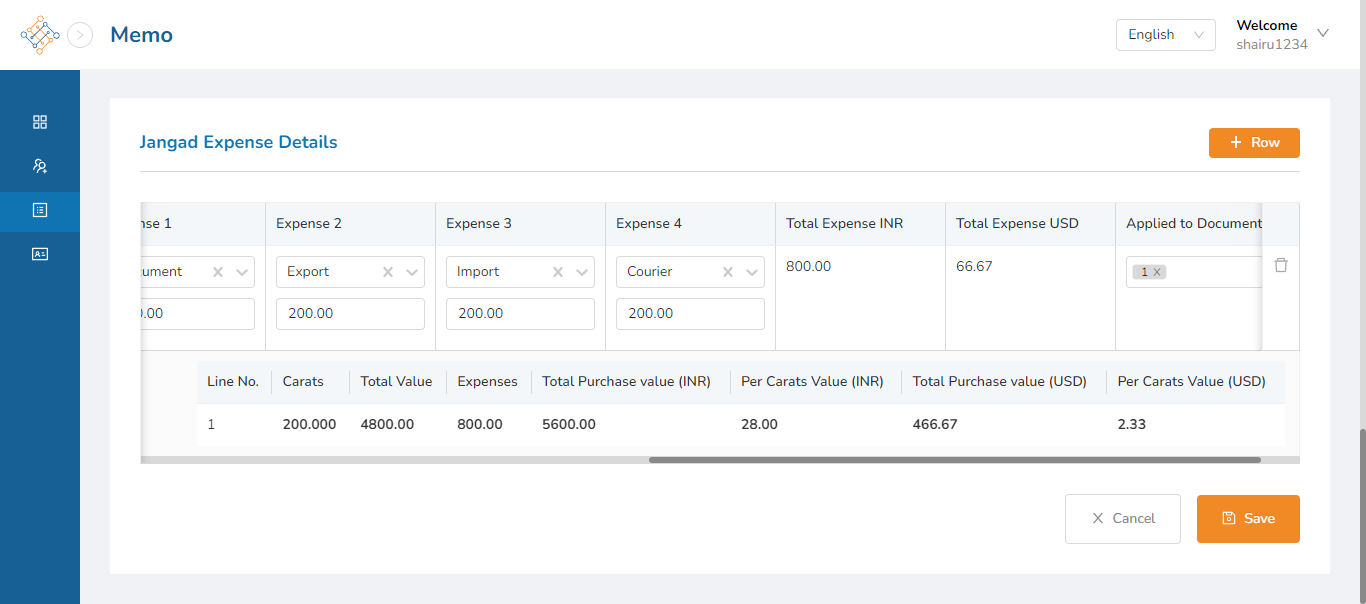 Memo
English
Welcome
shairu1234
Jangad Expense Details
+ Row
nse 1 Expense 2 Expense 3 Expense 4 Total Expense INR Total Expense USD Applied to Document
ument Export Import Courier 800.00 66.67 1
0.00 200.00 200.00 200.00
Line No. Carats Total Value Expenses Total Purchase value (INR) Per Carats Value (INR) Total Purchase value (USD) Per Carats Value (USD)
1 200.000 4800.00 800.00 5600.00 28.00 466.67 2.33
Cancel
Save